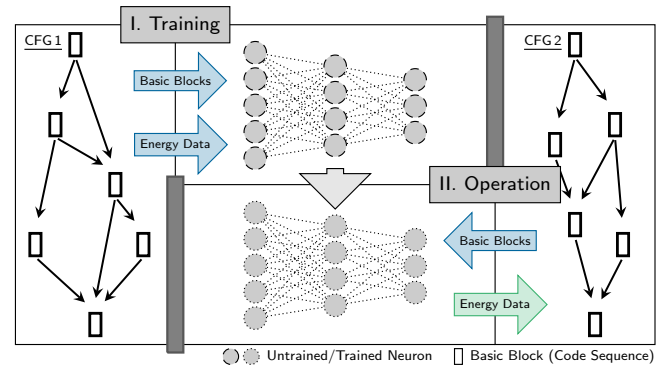 I. Training
CFG 1
CFG 2
Basic Blocks
Energy Data
II. Operation
Basic Blocks
Energy Data
Untrained/Trained Neuron
Basic Block (Code Sequence)